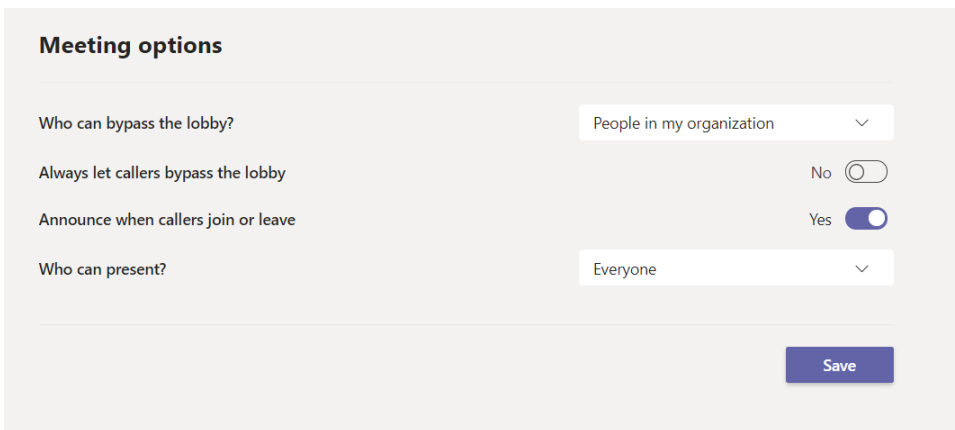 Meeting options
Who can bypass the lobby? People in my organization
Always let callers bypass the lobby No
Announce when callers join or leave Yes
Who can present? Everyone
Save